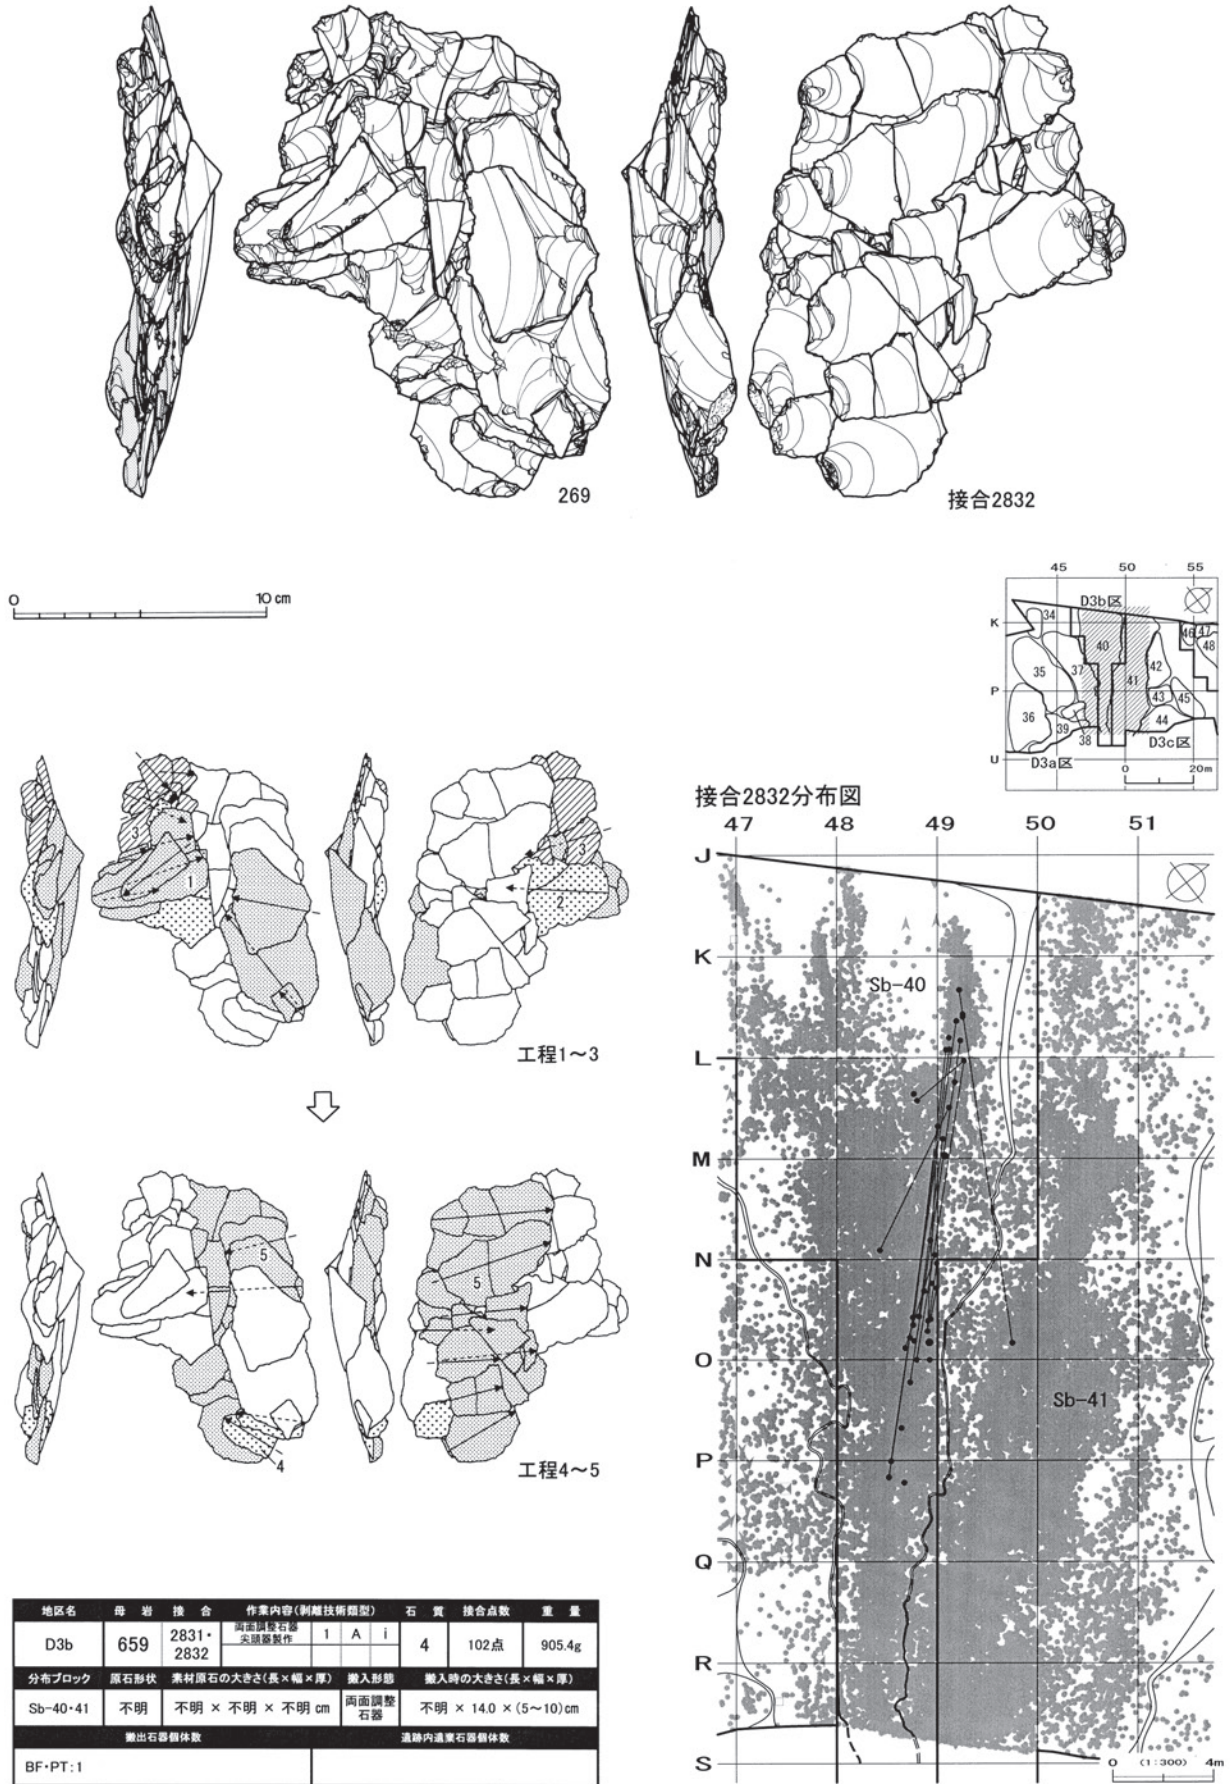 269
接合2832
0 10 cm
45 50 55
D3b区
K
P
U
34
35
36
37
38
39
40
41
42
43
44
45
46
47
48
D3a区
D3c区
0 20m
3
1
3
2
工程1～3
5
4
5
工程4～5
接合2832分布図
47 48 49 50 51
J
K
L
M
N
O
P
Q
R
S
Sb-40
Sb-41
0 (1:300) 4m
地区名 母岩 接合 作業内容(剥離技術類型) 石質 接合点数 重量
D3b 659 2831・2832 両面調整石器尖頭器製作 1 A i 4 102点 905.4g
分布ブロック 原石形状 素材原石の大きさ(長×幅×厚) 搬入形態 搬入時の大きさ(長×幅×厚)
Sb-40・41 不明 不明 × 不明 × 不明 cm 両面調整石器 不明 × 14.0 ×(5～10)cm
搬出石器個体数 遺跡内遺棄石器個体数
BF・PT:1